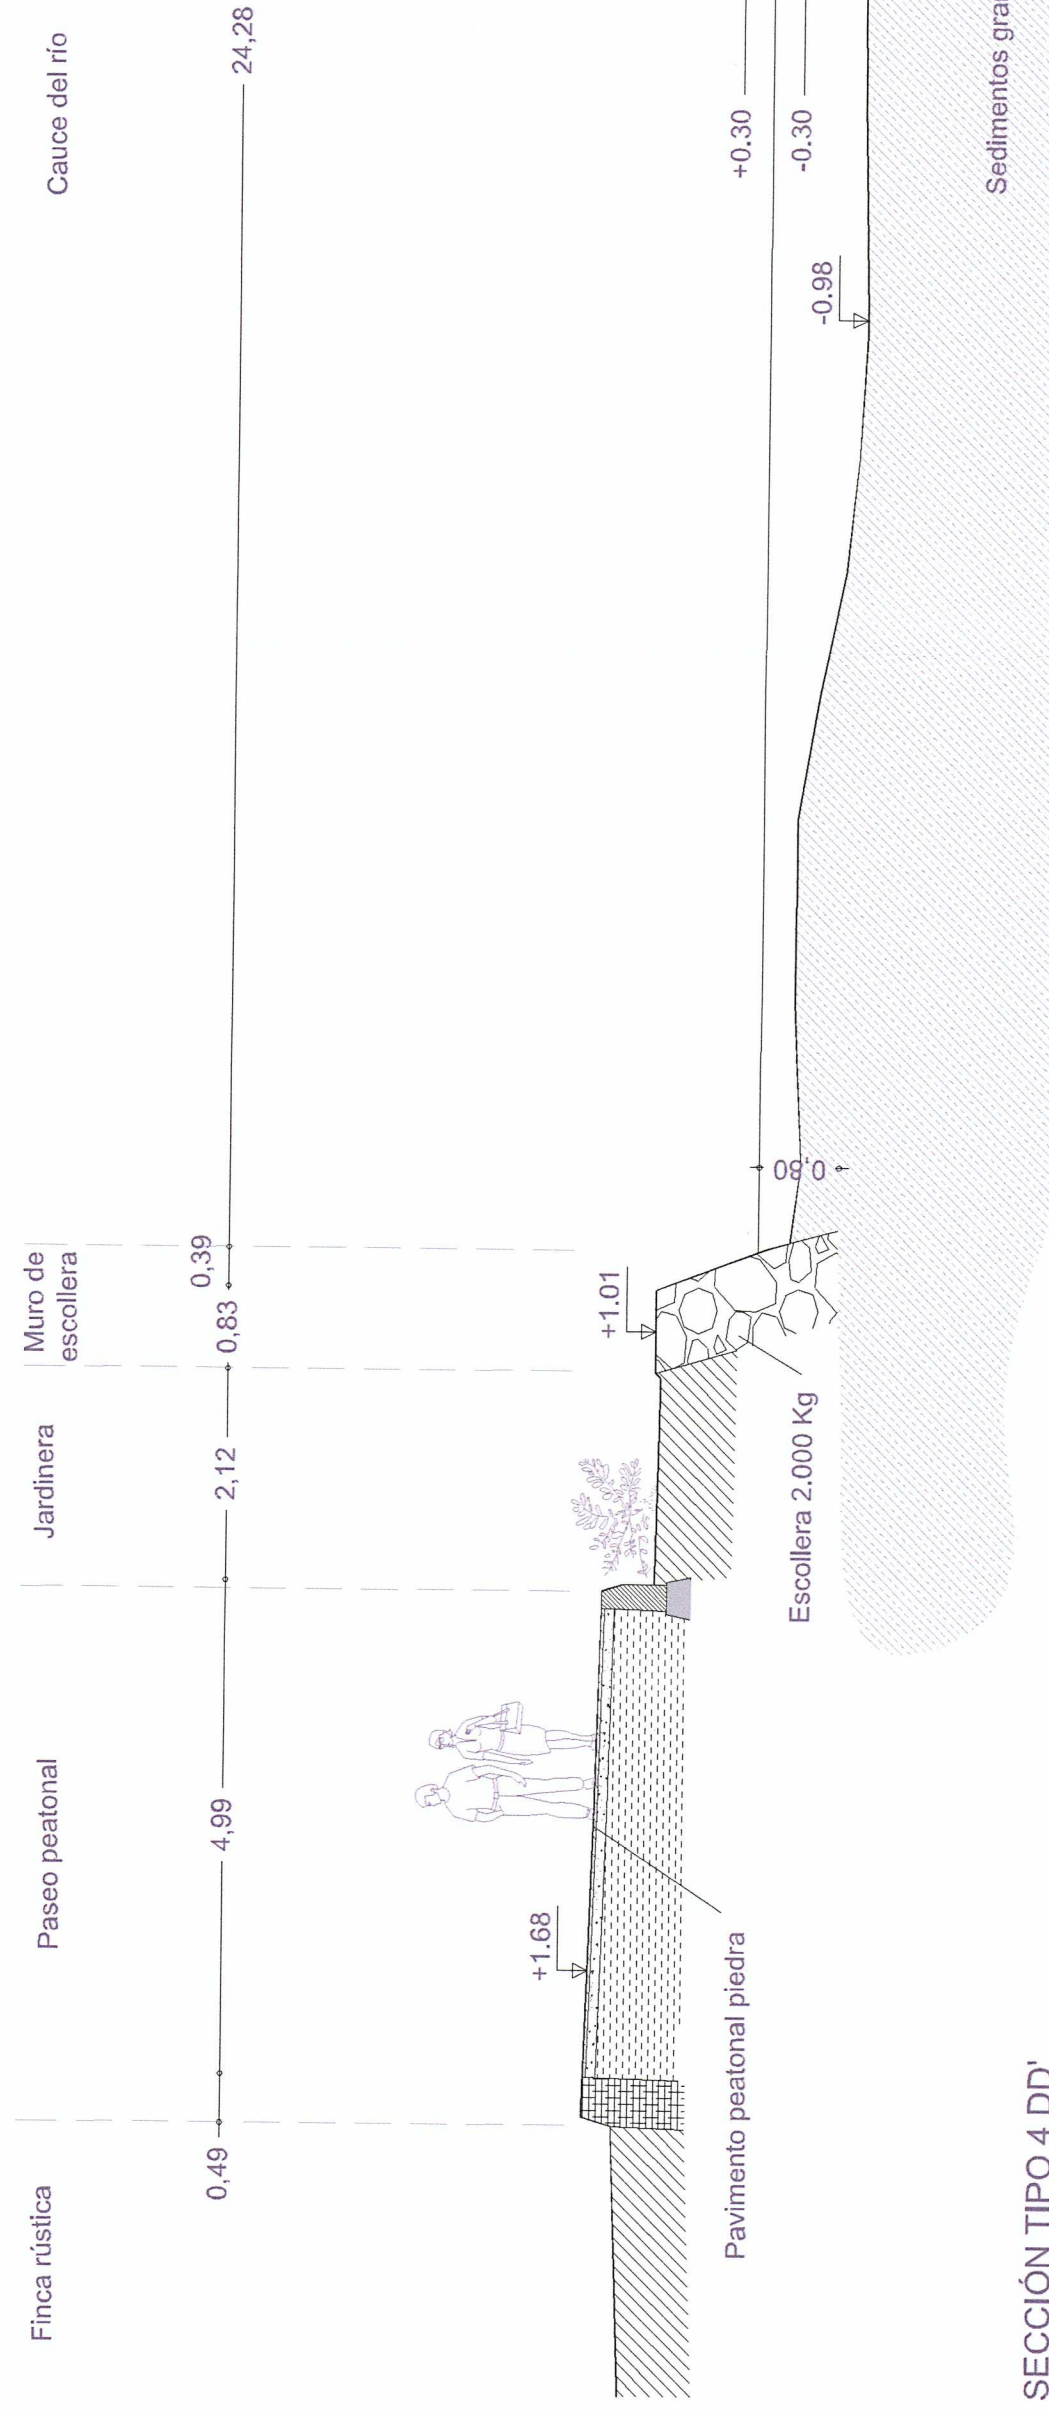 Finca rústica
Paseo peatonal
Jardinera
Muro de
escollera
Cauce del río
0,49
4,99
2,12
0,83
0,39
24,28
+1.68
+1.01
+0.30
-0.30
-0.98
0,80
Pavimento peatonal piedra
Escollera 2.000 Kg
Sedimentos
SECCIÓN TIPO 4 DD'